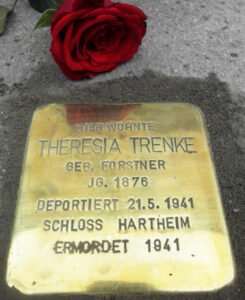 HIER WOHNTE
THERESIA TRENKE
GEB. FORSTNER
JG. 1876
DEPORTIERT 21.5.1941
SCHLOSS HARTHEIM
ERMORDET 1941